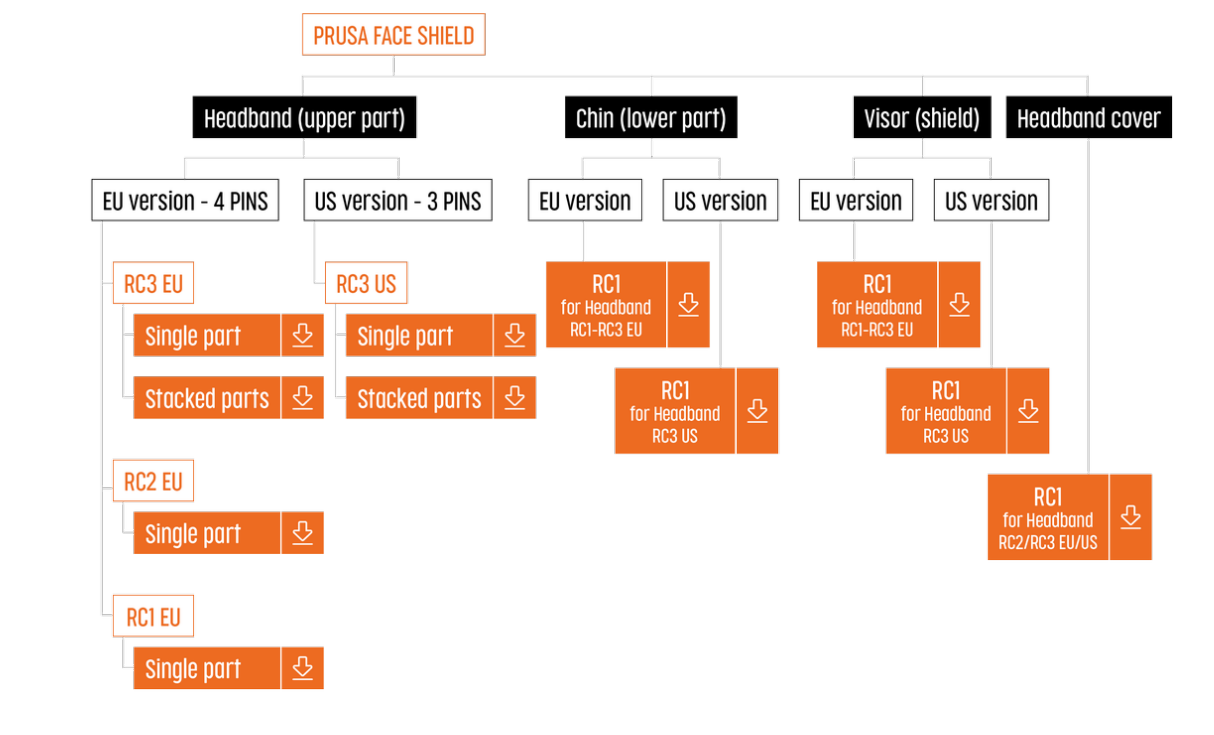 PRUSA FACE SHIELD
Headband (upper part)
Chin (lower part)
Visor (shield)
Headband cover
EU version - 4 PINS
US version - 3 PINS
EU version
US version
EU version
US version
RC3 EU
Single part
Stacked parts
RC2 EU
Single part
RC1 EU
Single part
RC3 US
Single part
Stacked parts
RC1
for Headband
RC1-RC3 EU
RC1
for Headband
RC3 US
RC1
for Headband
RC1-RC3 EU
RC1
for Headband
RC3 US
RC1
for Headband
RC2/RC3 EU/US